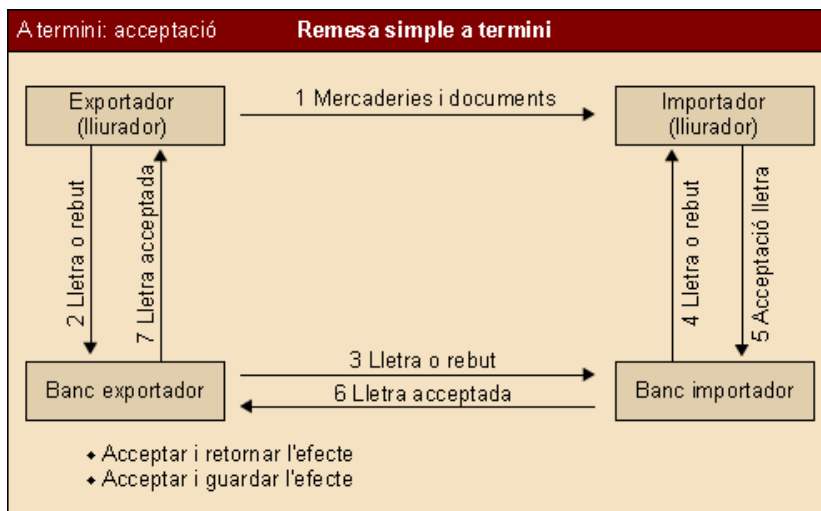 A termini: acceptació
Remesa simple a termini
Exportador
(lliurador)
1 Mercaderies i documents
Importador
(lliurador)
2 Lletra o rebut
7 Lletra acceptada
4 Lletra o rebut
5 Acceptació lletra
Banc exportador
3 Lletra o rebut
6 Lletra acceptada
Banc importador
◆ Acceptar i retornar l'efecte
◆ Acceptar i guardar l'efecte